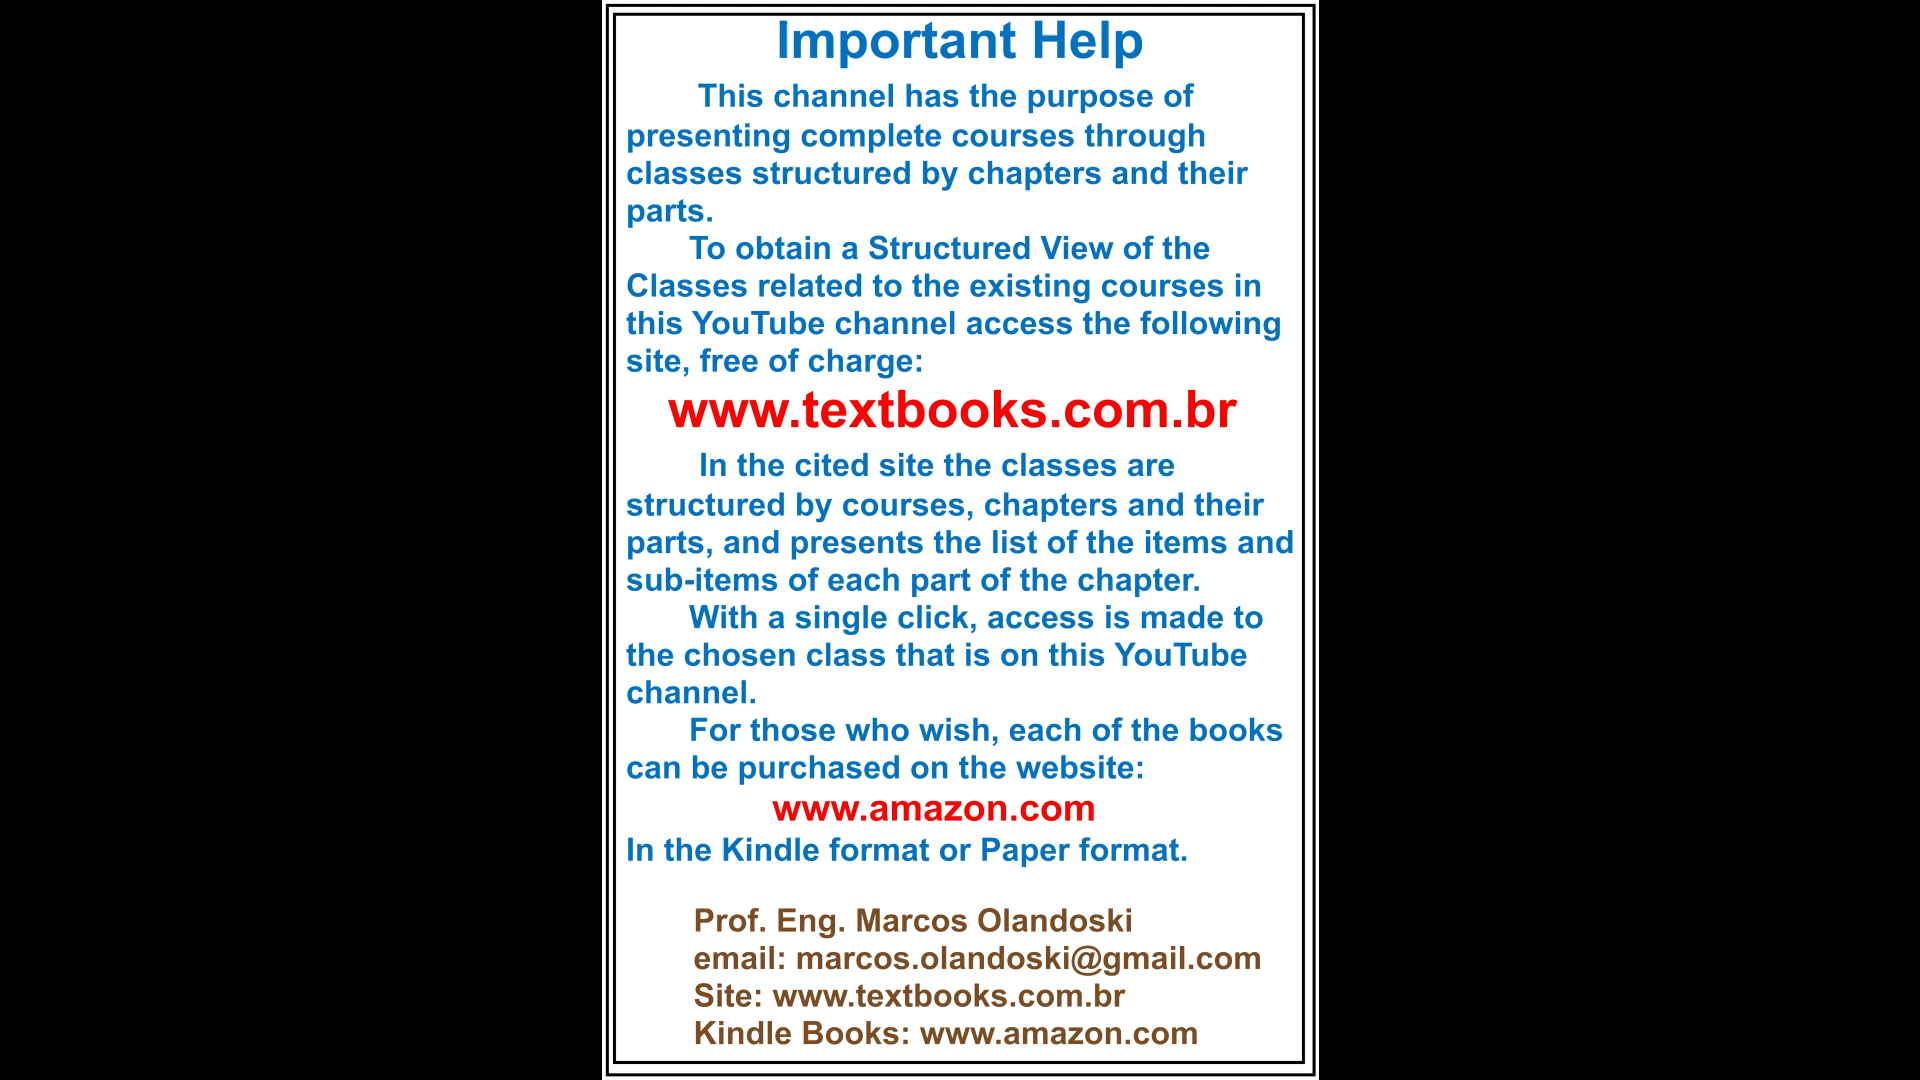 Important Help
This channel has the purpose of
presenting complete courses through
classes structured by chapters and their
parts.
To obtain a Structured View of the
Classes related to the existing courses in
this YouTube channel access the following
site, free of charge:
www.textbooks.com.br
In the cited site the classes are
structured by courses, chapters and their
parts, and presents the list of the items and
sub-items of each part of the chapter.
With a single click, access is made to
the chosen class that is on this YouTube
channel.
For those who wish, each of the books
can be purchased on the website:
www.amazon.com
In the Kindle format or Paper format.
Prof. Eng. Marcos Olandoski
email: marcos.olandoski@gmail.com
Site: www.textbooks.com.br
Kindle Books: www.amazon.com